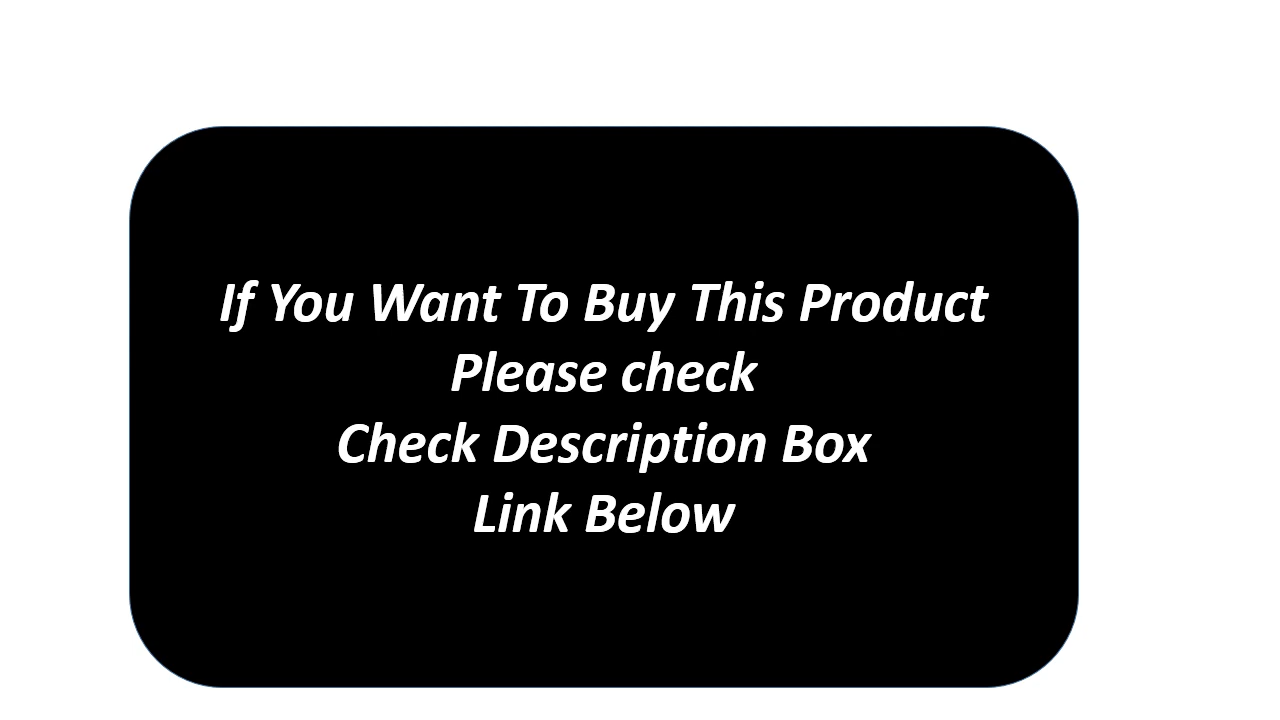 If You Want To Buy This Product
Please check
Check Description Box
Link Below